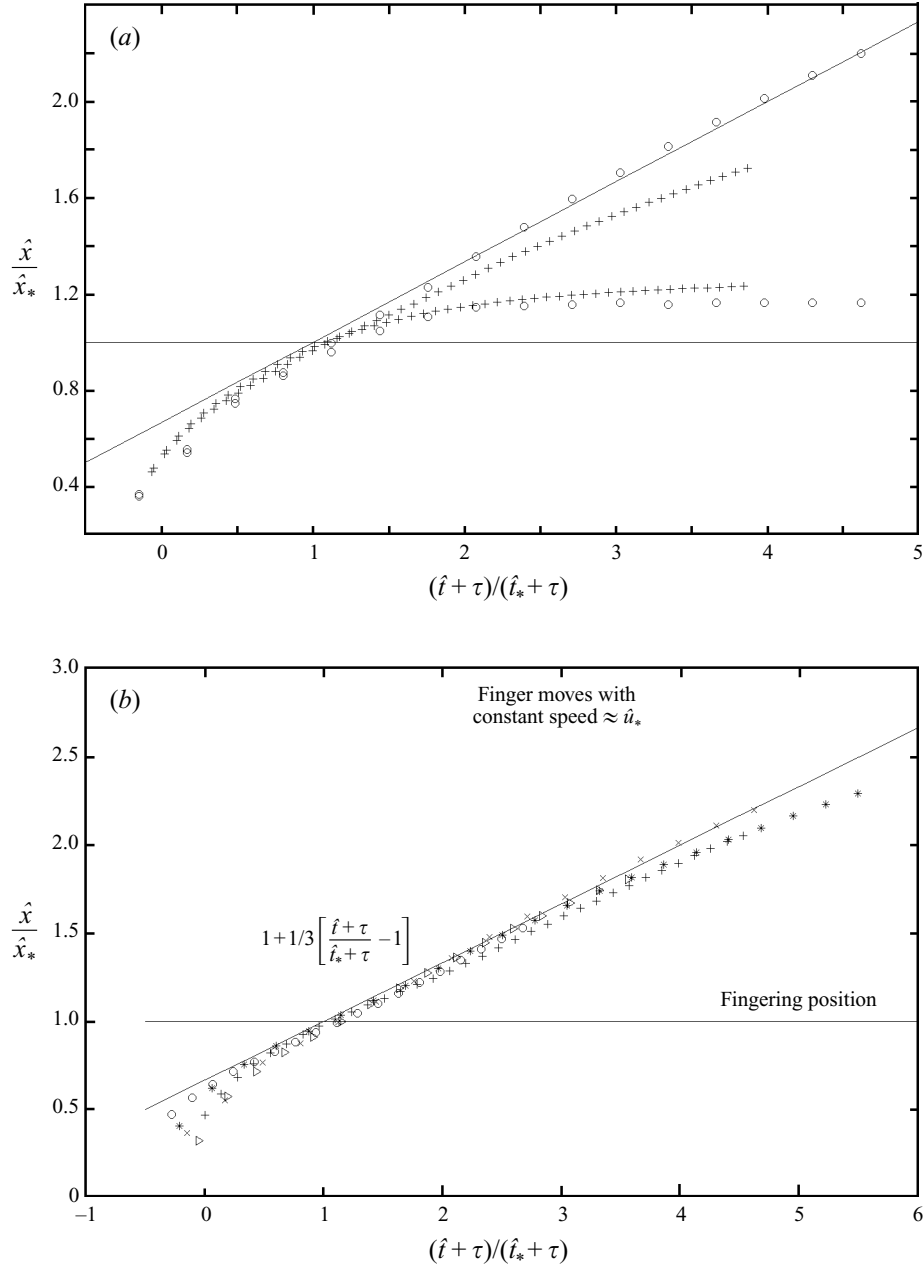 (a)
2.0
1.6
1.2
0.8
0.4
x̂
x̂*
0 1 2 3 4 5
(t̂ + τ)/(t̂* + τ)
3.0
2.5
2.0
1.5
1.0
0.5
0
(b)
Finger moves with
constant speed ≈ û*
1 + 1/3 [ t̂ + τ / t̂* + τ – 1 ]
Fingering position
x̂
x̂*
–1 0 1 2 3 4 5 6
(t̂ + τ)/(t̂* + τ)